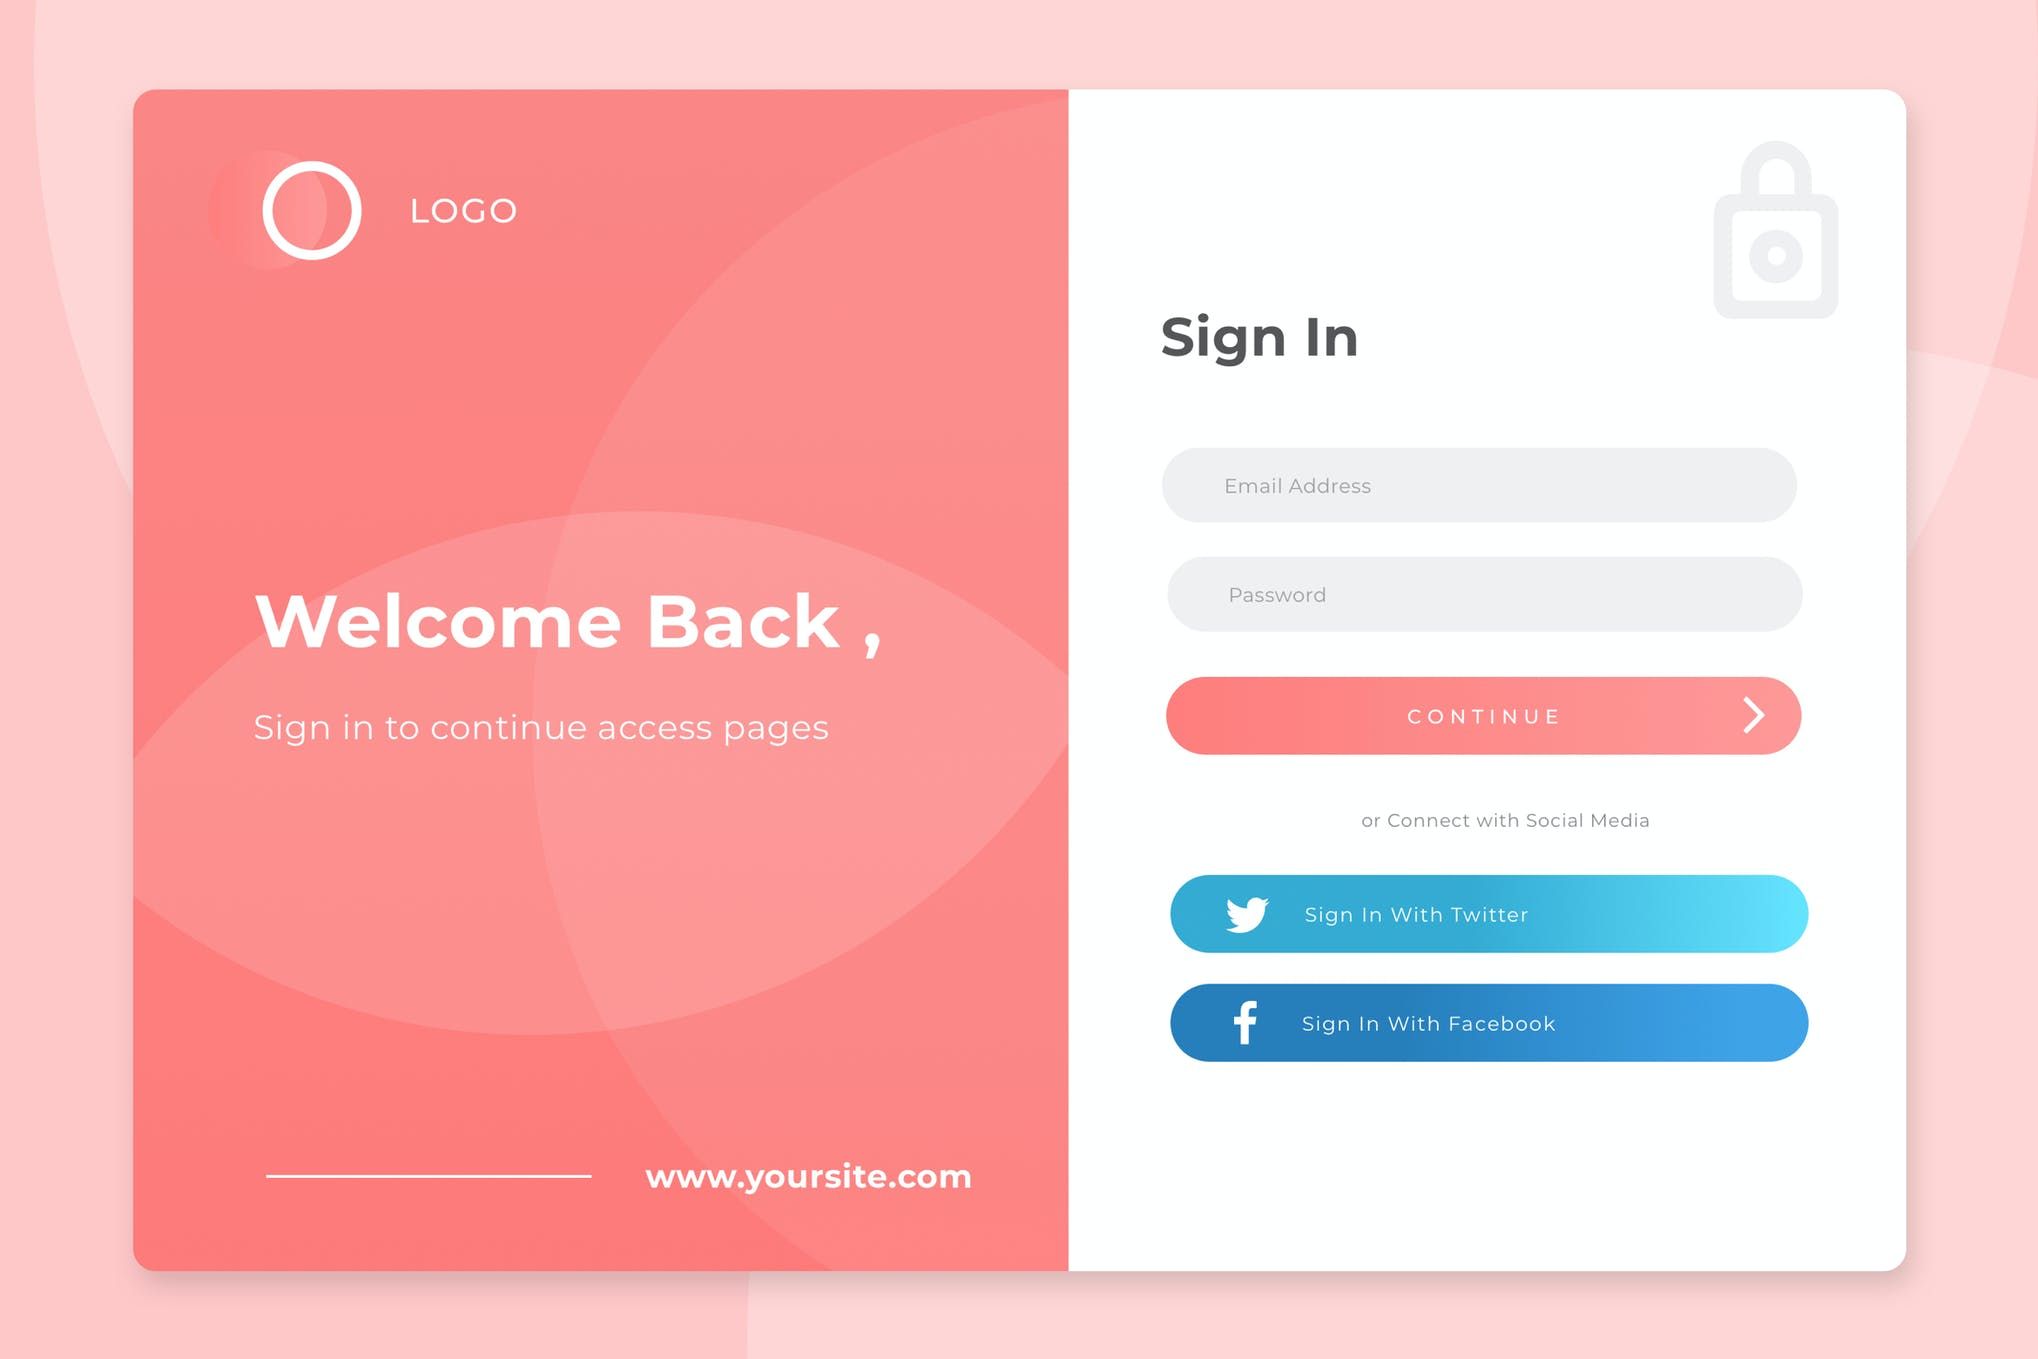 LOGO
Welcome Back ,
Sign in to continue access pages
www.yoursite.com
Sign In
Email Address
Password
CONTINUE
or Connect with Social Media
Sign In With Twitter
Sign In With Facebook